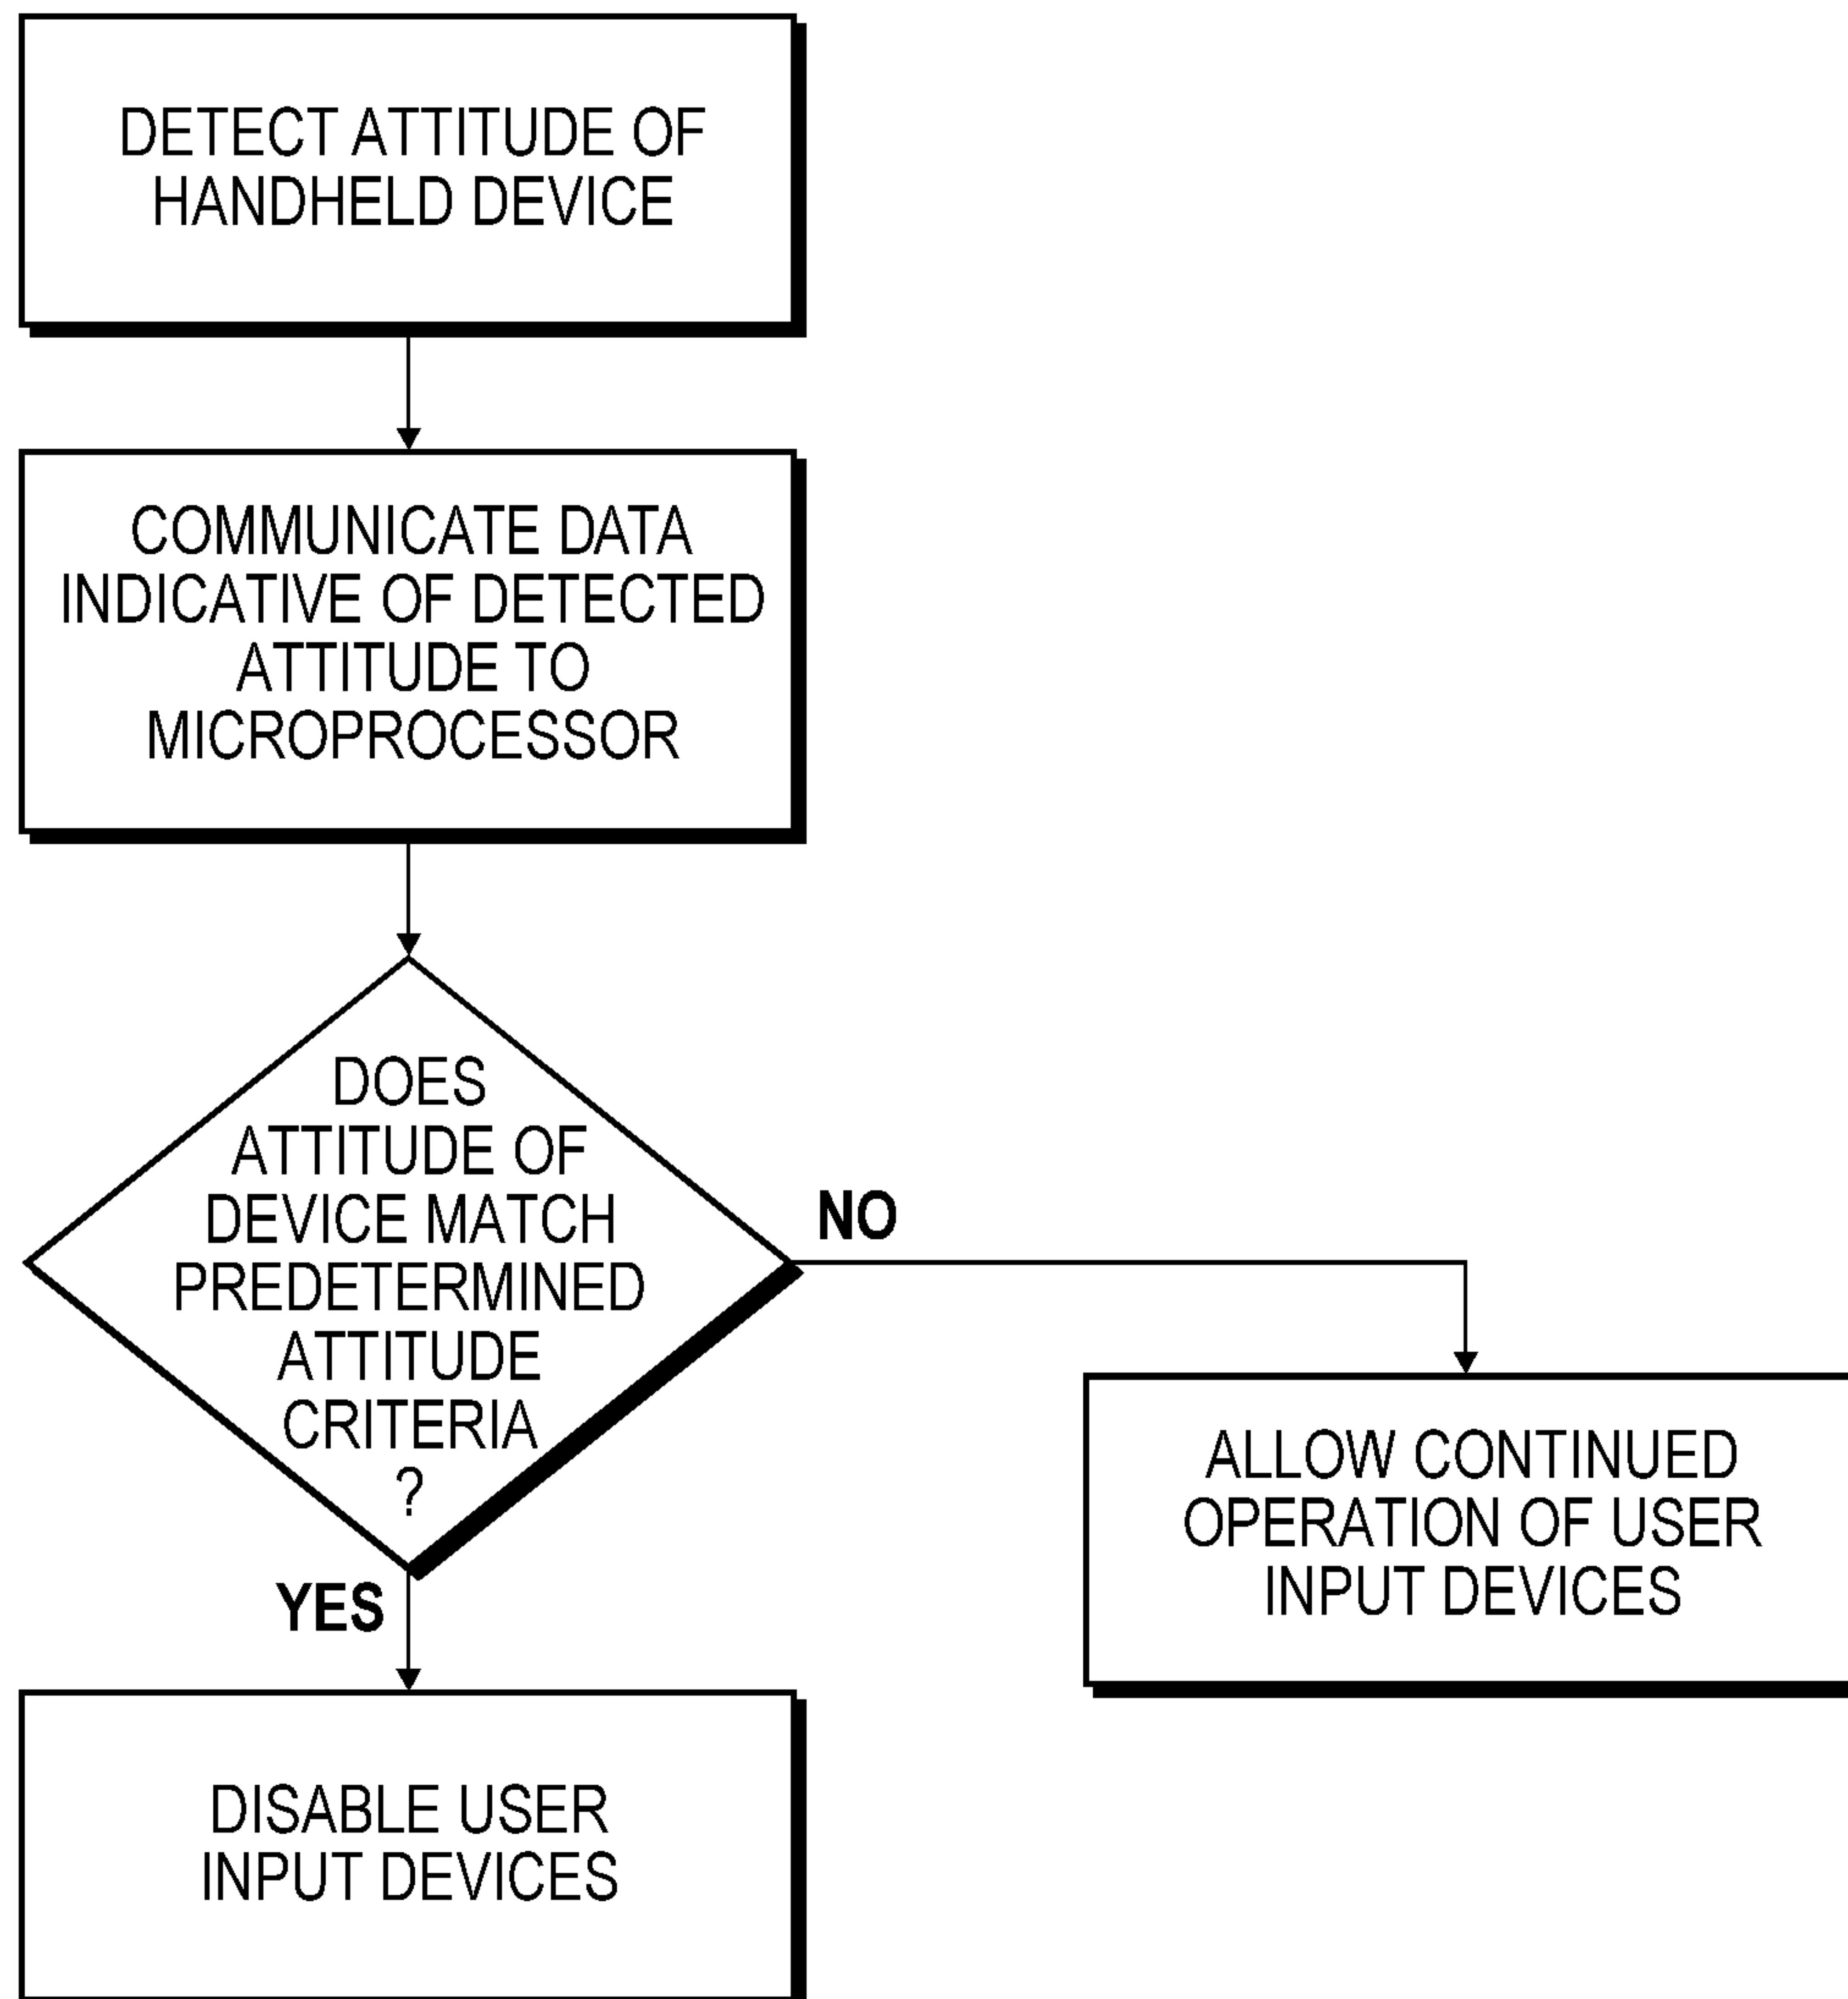 DETECT ATTITUDE OF
HANDHELD DEVICE
COMMUNICATE DATA
INDICATIVE OF DETECTED
ATTITUDE TO
MICROPROCESSOR
DOES
ATTITUDE OF
DEVICE MATCH
PREDETERMINED
ATTITUDE
CRITERIA
?
NO
ALLOW CONTINUED
OPERATION OF USER
INPUT DEVICES
YES
DISABLE USER
INPUT DEVICES